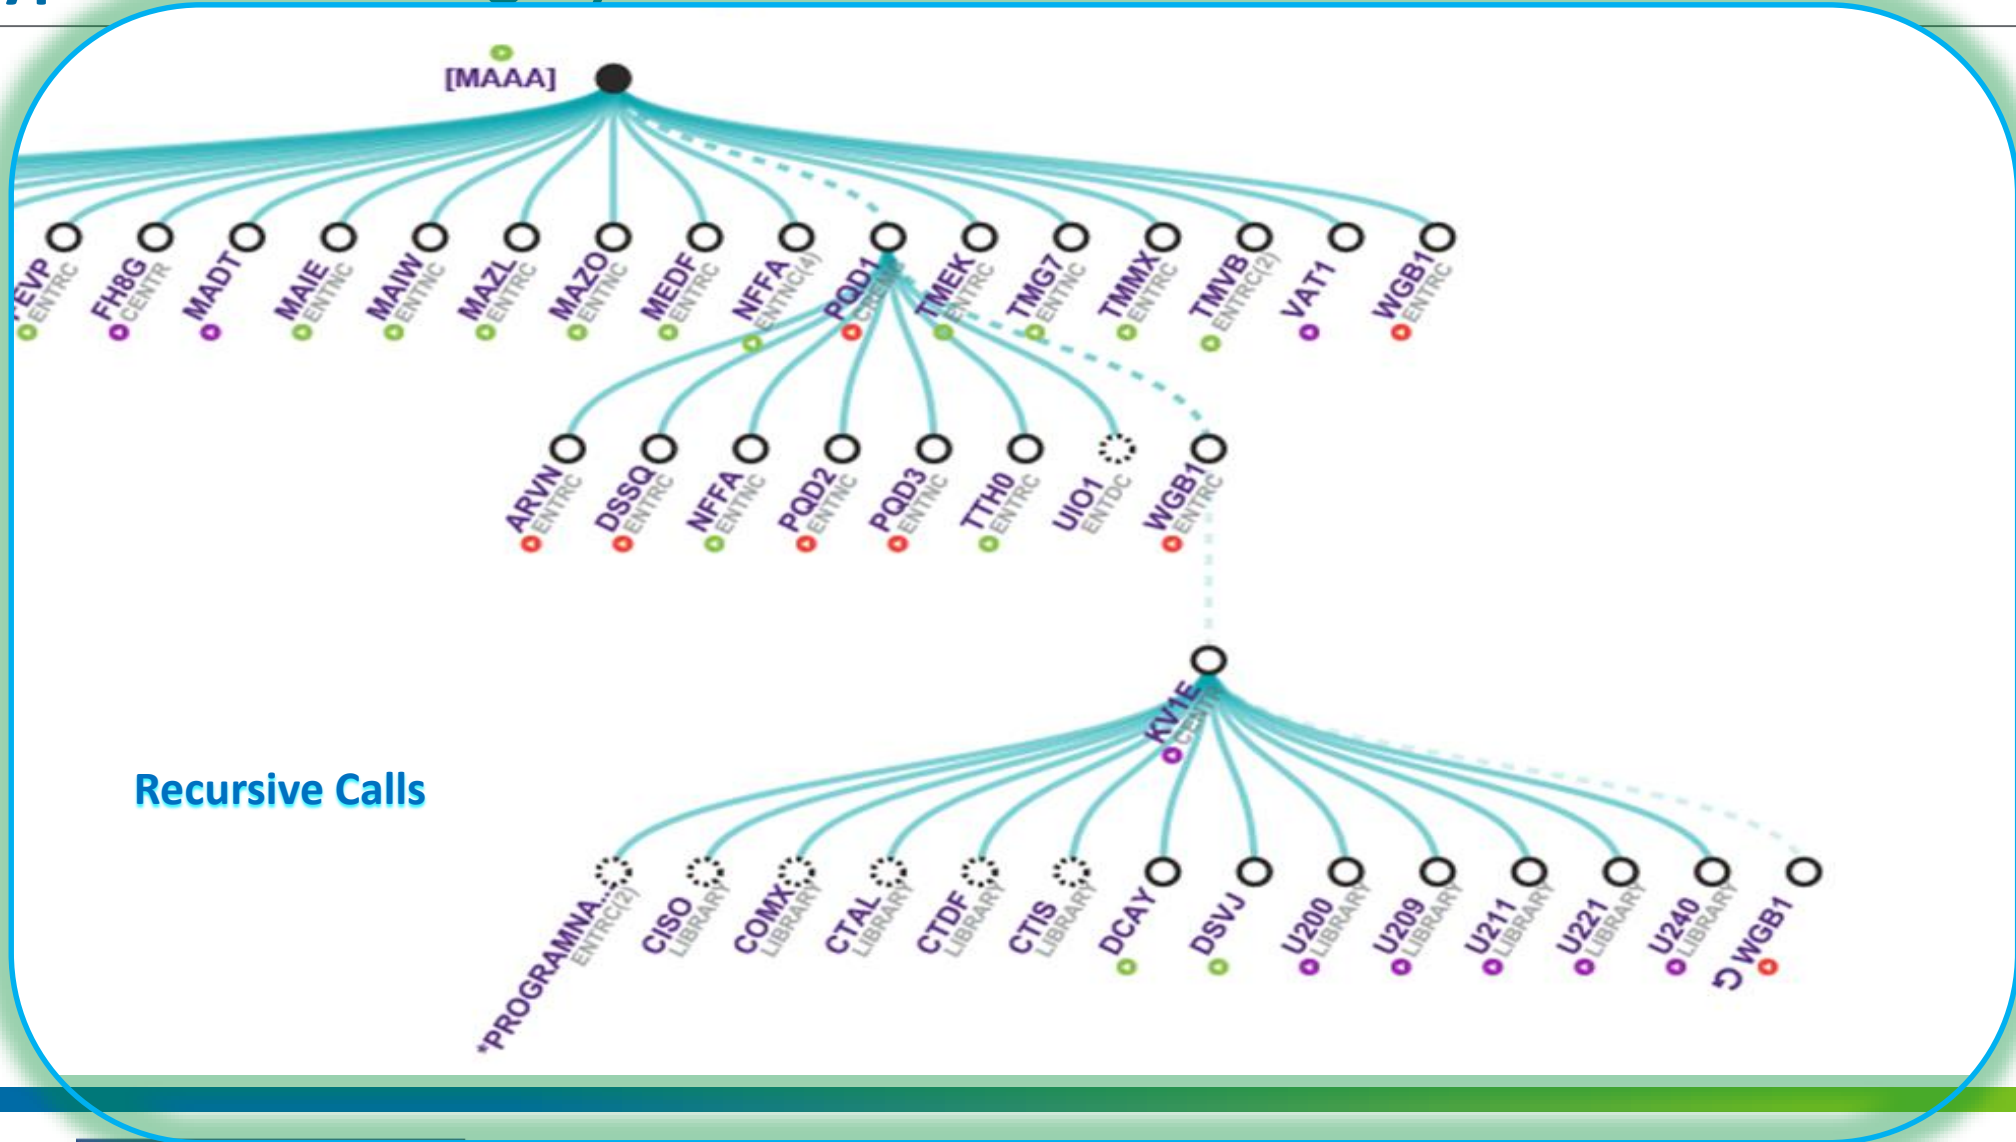 [MAAA]
EVP
ENTRC
FH8G
CENTR
MADT
MAIE
ENTNC
MAIW
ENTNC
MAZL
ENTRC
MAZO
ENTNC
MEDF
ENTRC
NFFA
ENTNC(4)
PQD1
TMEK
ENTRC
TMG7
ENTNC
TMMX
ENTRC
TMVB
ENTRC(2)
VAT1
WGB1
ENTRC
ARVN
ENTRC
DSSQ
ENTRC
NFFA
ENTNC
PQD2
ENTNC
PQD3
ENTNC
TTH0
ENTRC
UIO1
ENTDC
WGB1
ENTRC
KV1E
CENTR
Recursive Calls
*PROGRAMNA...
ENTRC(2)
CISO
LIBRARY
COMX
LIBRARY
CTAL
LIBRARY
CTDF
LIBRARY
CTIS
LIBRARY
DCAY
DSVJ
U200
LIBRARY
U209
LIBRARY
U211
LIBRARY
U221
LIBRARY
U240
LIBRARY
WGB1